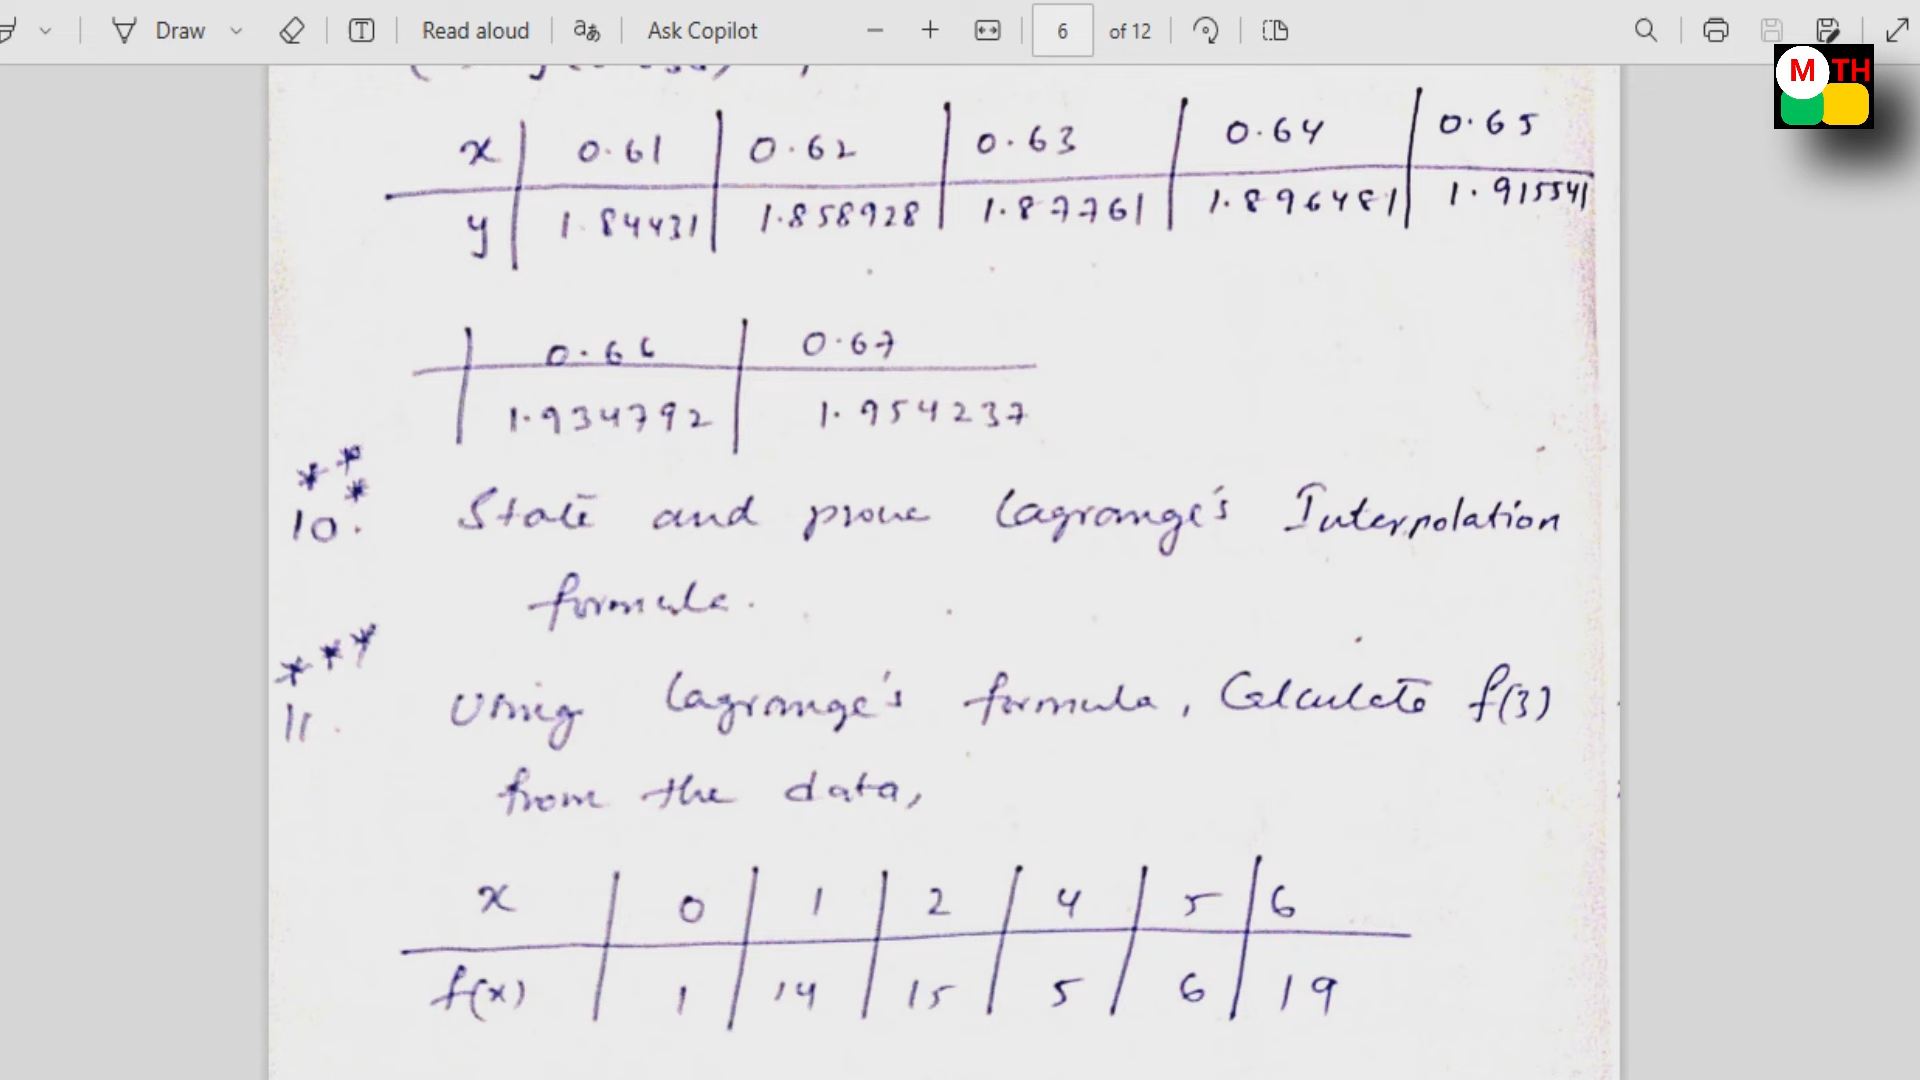 Draw
Read aloud
Ask Copilot
6 of 12
M TH
x 0.61 0.62 0.63 0.64 0.65
y 1.84431 1.858928 1.87761 1.896481 1.915541
0.66 0.67
1.934792 1.954237
***
10. State and prove Lagrange's Interpolation
formula.
***
11. Using Lagrange's formula, Calculate f(3)
from the data,
x 0 1 2 4 5 6
f(x) 1 14 15 5 6 19